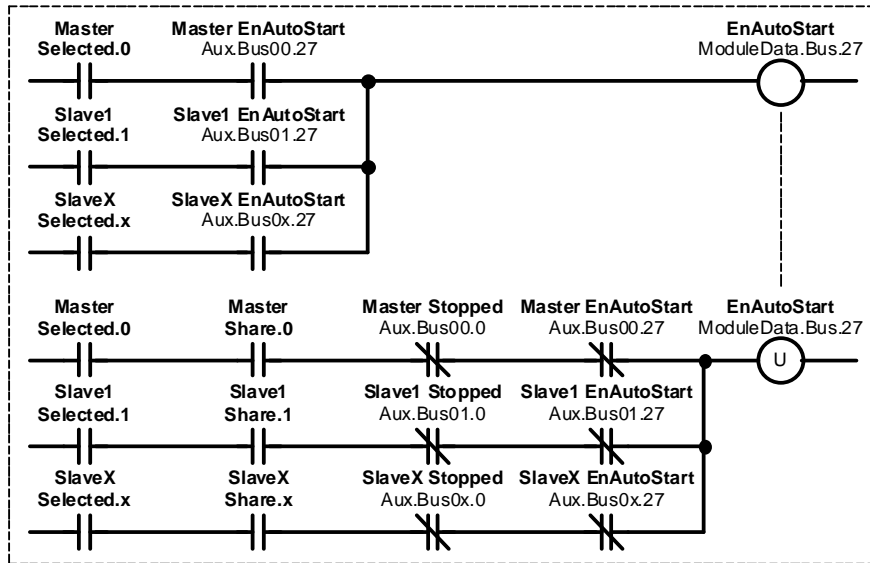 Master
Selected.0
Master EnAutoStart
Aux.Bus00.27
EnAutoStart
ModuleData.Bus.27
Slave1
Selected.1
Slave1 EnAutoStart
Aux.Bus01.27
SlaveX
Selected.x
SlaveX EnAutoStart
Aux.Bus0x.27
Master
Selected.0
Master
Share.0
Master Stopped
Aux.Bus00.0
Master EnAutoStart
Aux.Bus00.27
EnAutoStart
ModuleData.Bus.27
U
Slave1
Selected.1
Slave1
Share.1
Slave1 Stopped
Aux.Bus01.0
Slave1 EnAutoStart
Aux.Bus01.27
SlaveX
Selected.x
SlaveX
Share.x
SlaveX Stopped
Aux.Bus0x.0
SlaveX EnAutoStart
Aux.Bus0x.27